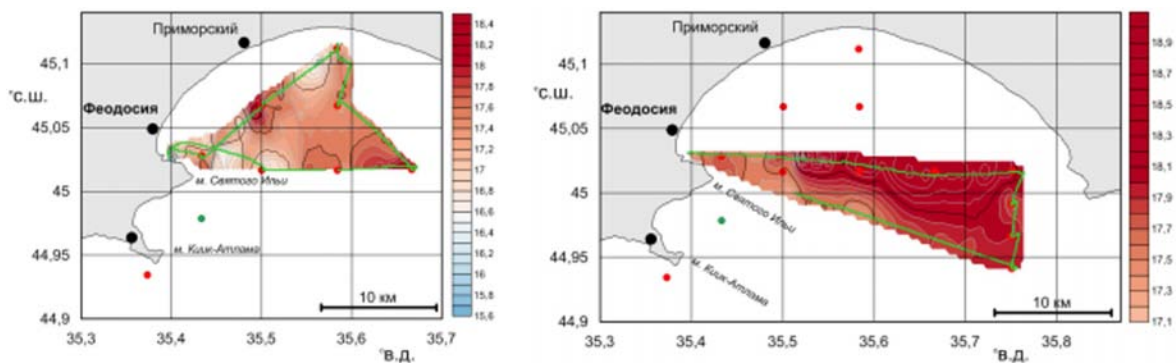 Приморский
45,1
°с.ш.
Феодосия
45,05
м. Святого Ильи
45
м. Киик-Атлама
44,95
10 км
44,9
35,3 35,4 35,5 35,6 35,7
°в.д.
18,4
18,2
18
17,8
17,6
17,4
17,2
17
16,8
16,6
16,4
16,2
16
15,8
15,6
Приморский
45,1
°с.ш.
Феодосия
45,05
м. Святого Ильи
45
м. Киик-Атлама
44,95
10 км
44,9
35,3 35,4 35,5 35,6 35,7 35,8
°в.д.
18,9
18,7
18,5
18,3
18,1
17,9
17,7
17,5
17,3
17,1